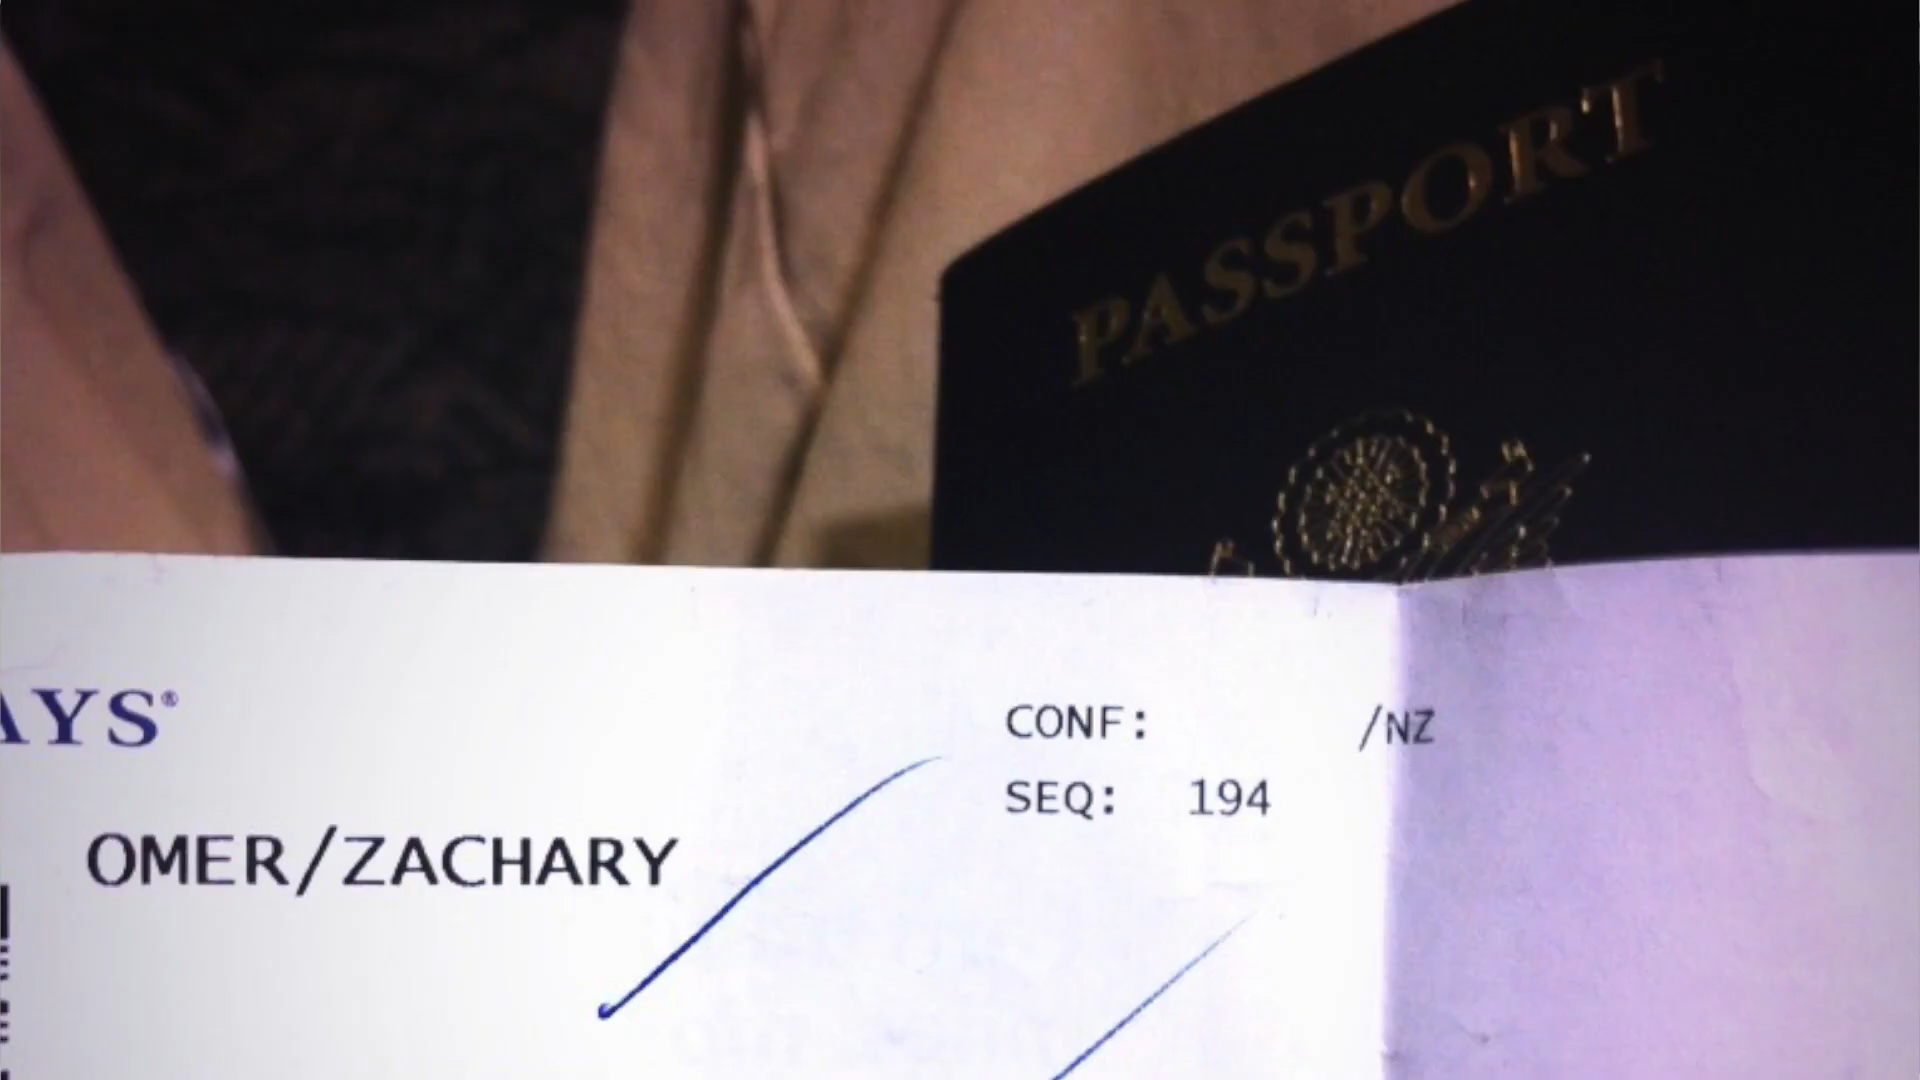 PASSPORT
AYS®
CONF: /NZ
SEQ: 194
OMER/ZACHARY